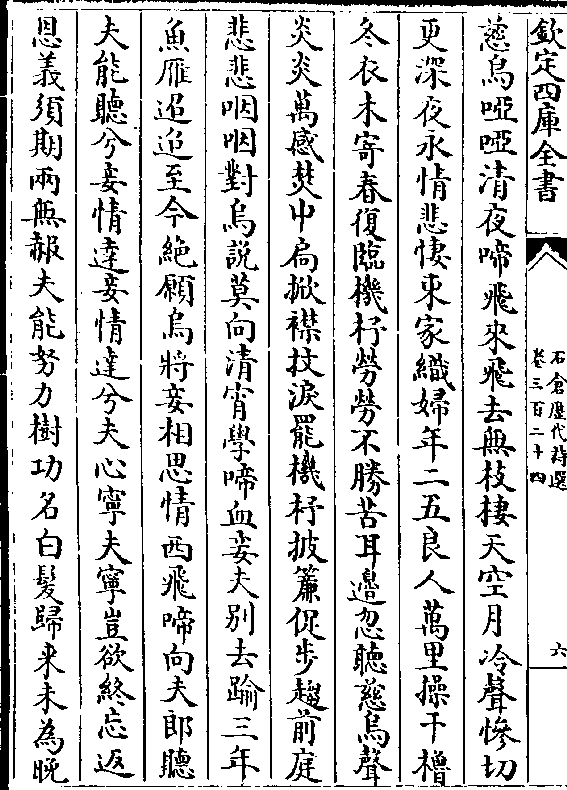 欽定四庫全書
石倉歷代詩選
卷三百二十四
六
慈烏啞啞清夜啼飛來飛去無枝棲天空月冷聲慘切
更深夜永情悲悽東家織婦年二五良人萬里操干櫓
冬衣未寄春復臨機杼勞勞不勝苦耳邊忽聽慈烏聲
炎炎萬感焚中扃掀襟抆淚罷機杼披簾促步趨前庭
悲悲咽咽對烏說莫向清宵學啼血妾夫别去踰三年
魚雁迢迢至今絶願烏將妾相思情西飛啼向夫郎聽
夫能聽兮妾情達妾情達兮夫心寧夫寧豈欲終忘返
恩義須期兩無赧夫能努力樹功名白髮歸来未為晚